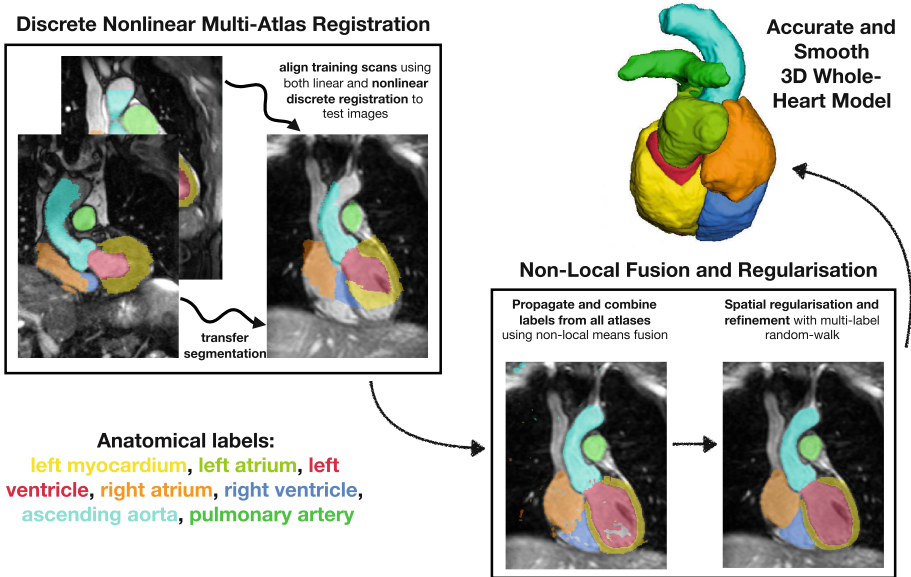 Discrete Nonlinear Multi-Atlas Registration
align training scans using
both linear and nonlinear
discrete registration to
test images
transfer
segmentation
Accurate and
Smooth
3D Whole-
Heart Model
Non-Local Fusion and Regularisation
Propagate and combine
labels from all atlases
using non-local means fusion
Spatial regularisation and
refinement with multi-label
random-walk
Anatomical labels:
left myocardium, left atrium, left
ventricle, right atrium, right ventricle,
ascending aorta, pulmonary artery